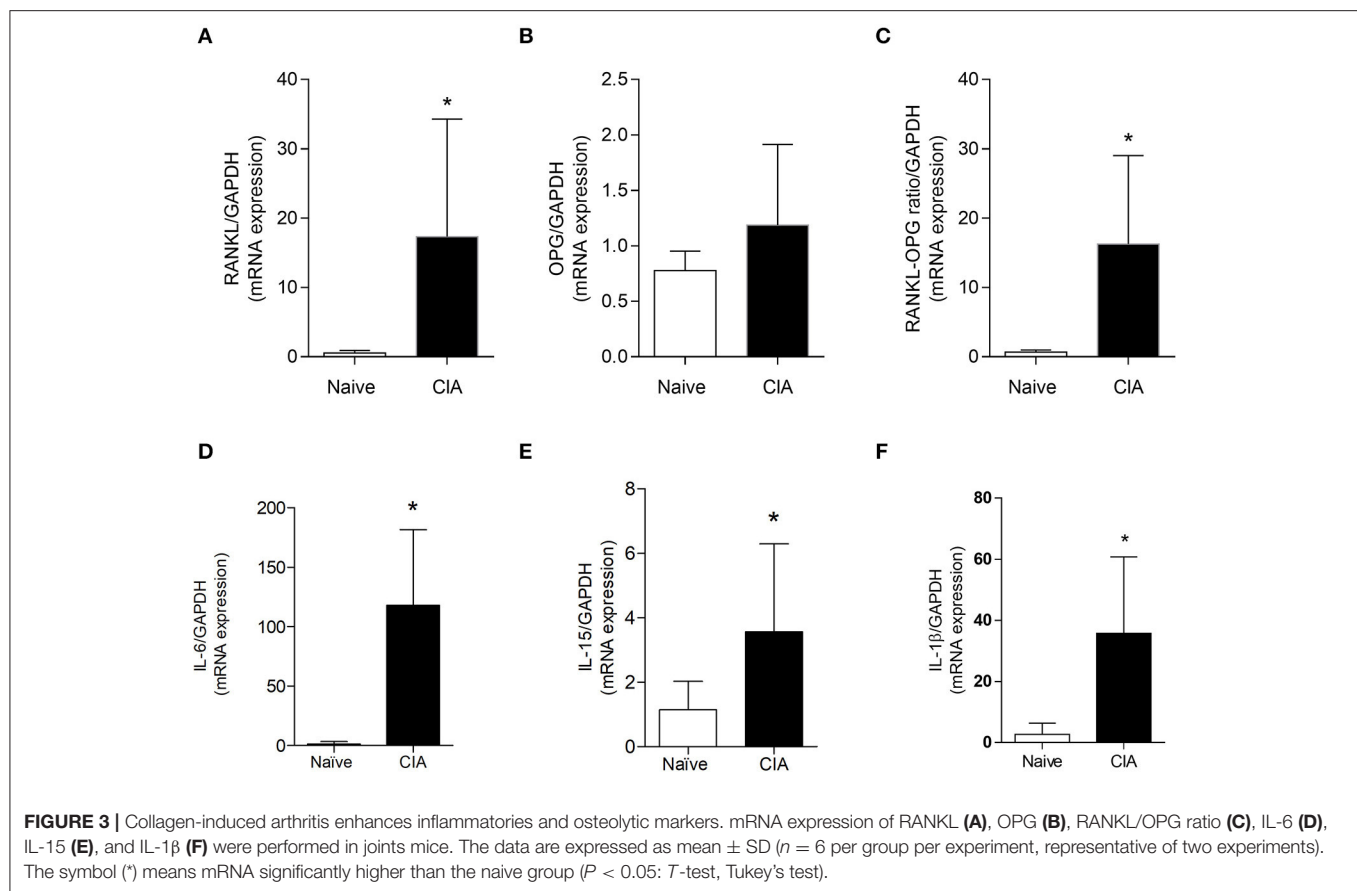 A
B
C
RANKL/GAPDH
(mRNA expression)
40
30
20
10
0
*
Naive
CIA
OPG/GAPDH
(mRNA expression)
2.5
2.0
1.5
1.0
0.5
0.0
Naive
CIA
RANKL-OPG ratio/GAPDH
(mRNA expression)
40
30
20
10
0
*
Naive
CIA
D
E
F
IL-6/GAPDH
(mRNA expression)
200
150
100
50
0
*
Naïve
CIA
IL-15/GAPDH
(mRNA expression)
8
6
4
2
0
*
Naive
CIA
IL-1β/GAPDH
(mRNA expression)
80
60
40
20
0
*
Naive
CIA
FIGURE 3 | Collagen-induced arthritis enhances inflammatories and osteolytic markers. mRNA expression of RANKL (A), OPG (B), RANKL/OPG ratio (C), IL-6 (D),
IL-15 (E), and IL-1β (F) were performed in joints mice. The data are expressed as mean ± SD (n = 6 per group per experiment, representative of two experiments).
The symbol (*) means mRNA significantly higher than the naive group (P < 0.05: T-test, Tukey's test).